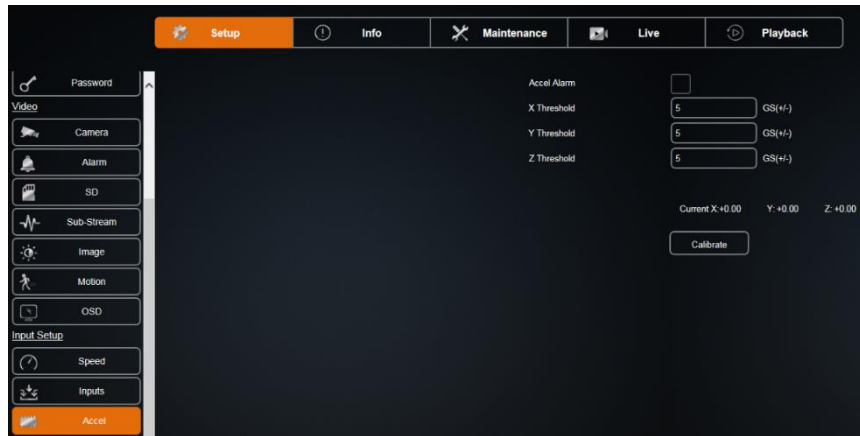 Setup Info Maintenance Live Playback
Password
Video
Camera
Alarm
SD
Sub-Stream
Image
Motion
OSD
Input Setup
Speed
Inputs
Accel
Accel Alarm
X Threshold 5 GS(+/-)
Y Threshold 5 GS(+/-)
Z Threshold 5 GS(+/-)
Current X:+0.00 Y: +0.00 Z: +0.00
Calibrate